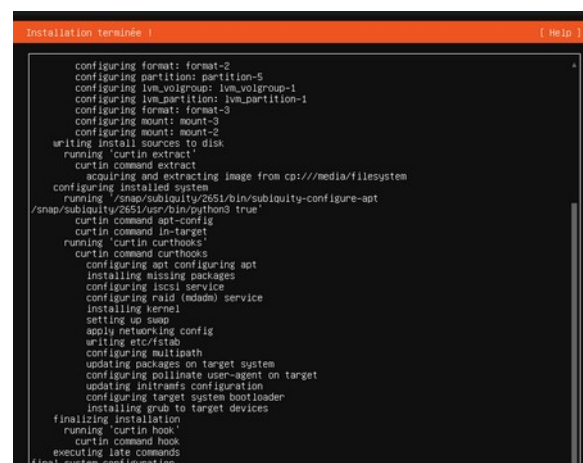 Installation terminée !
[ Help ]
configuring format: format-2
configuring partition: partition-5
configuring lvm_volgroup: lvm_volgroup-1
configuring lvm_partition: lvm_partition-1
configuring format: format-3
configuring mount: mount-3
configuring mount: mount-2
writing install sources to disk
running 'curtin extract'
curtin command extract
acquiring and extracting image from cp:///media/filesystem
configuring installed system
running '/snap/subiquity/2651/bin/subiquity-configure-apt
/snap/subiquity/2651/usr/bin/python3 true'
curtin command apt-config
curtin command in-target
running 'curtin curthooks'
curtin command curthooks
configuring apt configuring apt
installing missing packages
configuring iscsi service
configuring raid (mdadm) service
installing kernel
setting up swap
apply networking config
writing etc/fstab
configuring multipath
updating packages on target system
configuring pollinate user-agent on target
updating initramfs configuration
configuring target system bootloader
installing grub to target devices
finalizing installation
running 'curtin hook'
curtin command hook
executing late commands
final system configuration